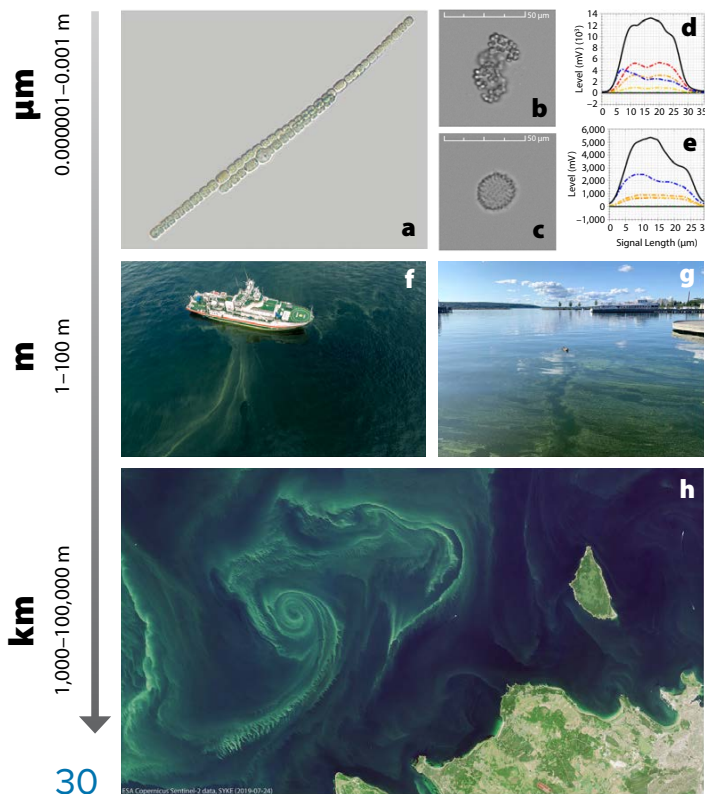 µm
0.000001–0.001 m
m
1–100 m
km
1,000–100,000 m
a
50 µm
b
50 µm
c
d
Level (mV) (10³)
14
12
10
8
6
4
2
0
−2
0 5 10 15 20 25 30 35
e
Level (mV)
6,000
5,000
4,000
3,000
2,000
1,000
0
−1,000
0 5 10 15 20 25 30
Signal Length (µm)
f
g
h
ESA Copernicus Sentinel-2 data, SYKE (2019-07-24)
30